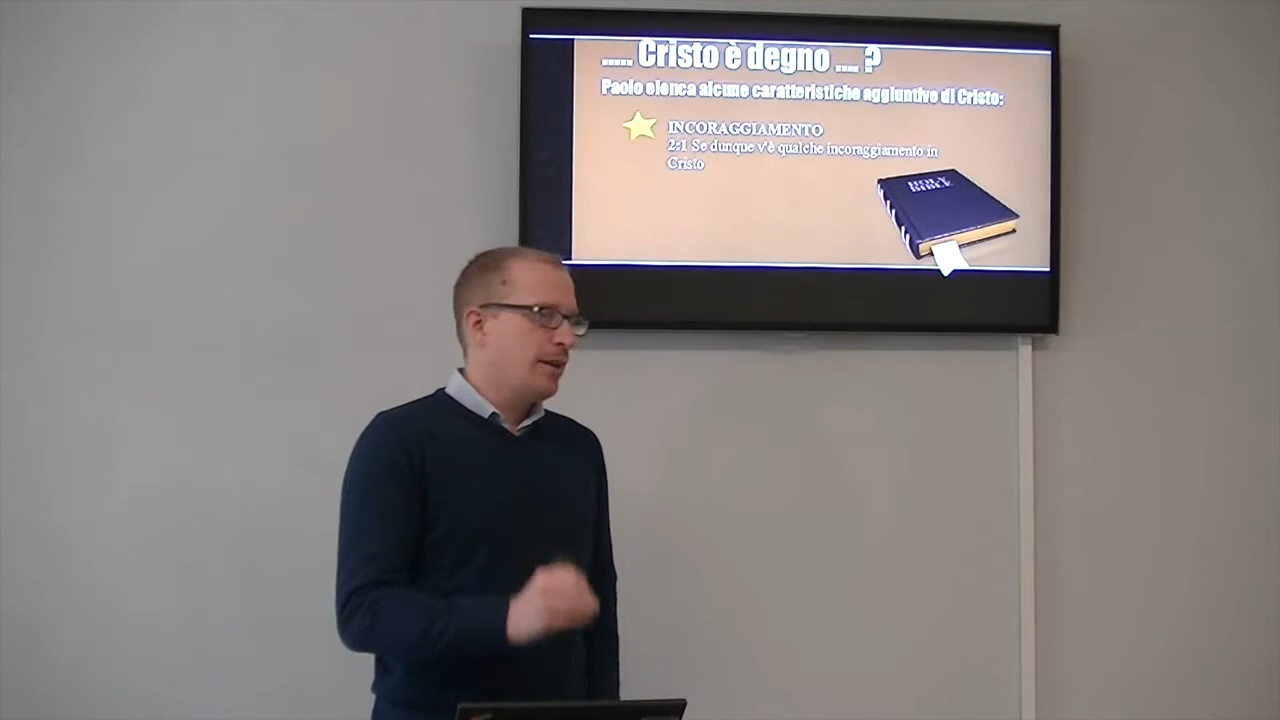 ..... Cristo è degno .... ?
Paolo elenca alcune caratteristiche aggiuntive di Cristo:
INCORAGGIAMENTO
2:1 Se dunque v'è qualche incoraggiamento in
Cristo
HOLY
BIBLE